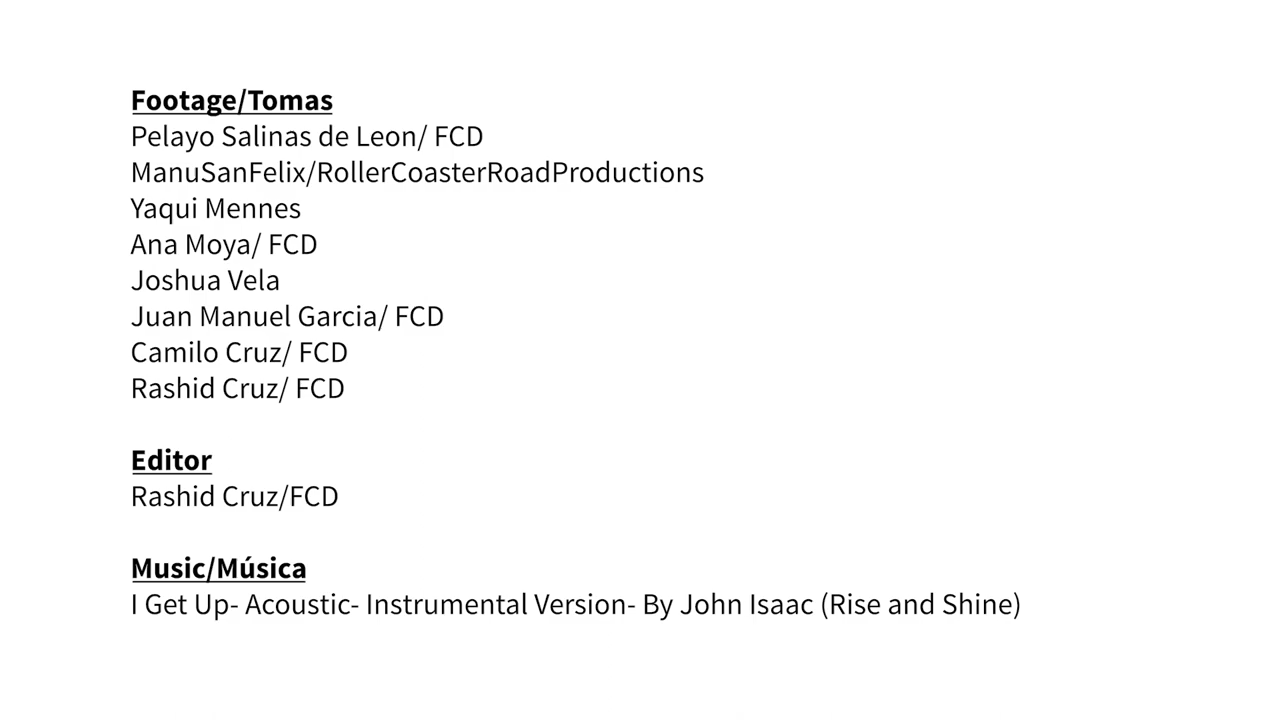 Footage/Tomas
Pelayo Salinas de Leon/ FCD
ManuSanFelix/RollerCoasterRoadProductions
Yaqui Mennes
Ana Moya/ FCD
Joshua Vela
Juan Manuel Garcia/ FCD
Camilo Cruz/ FCD
Rashid Cruz/ FCD
Editor
Rashid Cruz/FCD
Music/Música
I Get Up- Acoustic- Instrumental Version- By John Isaac (Rise and Shine)